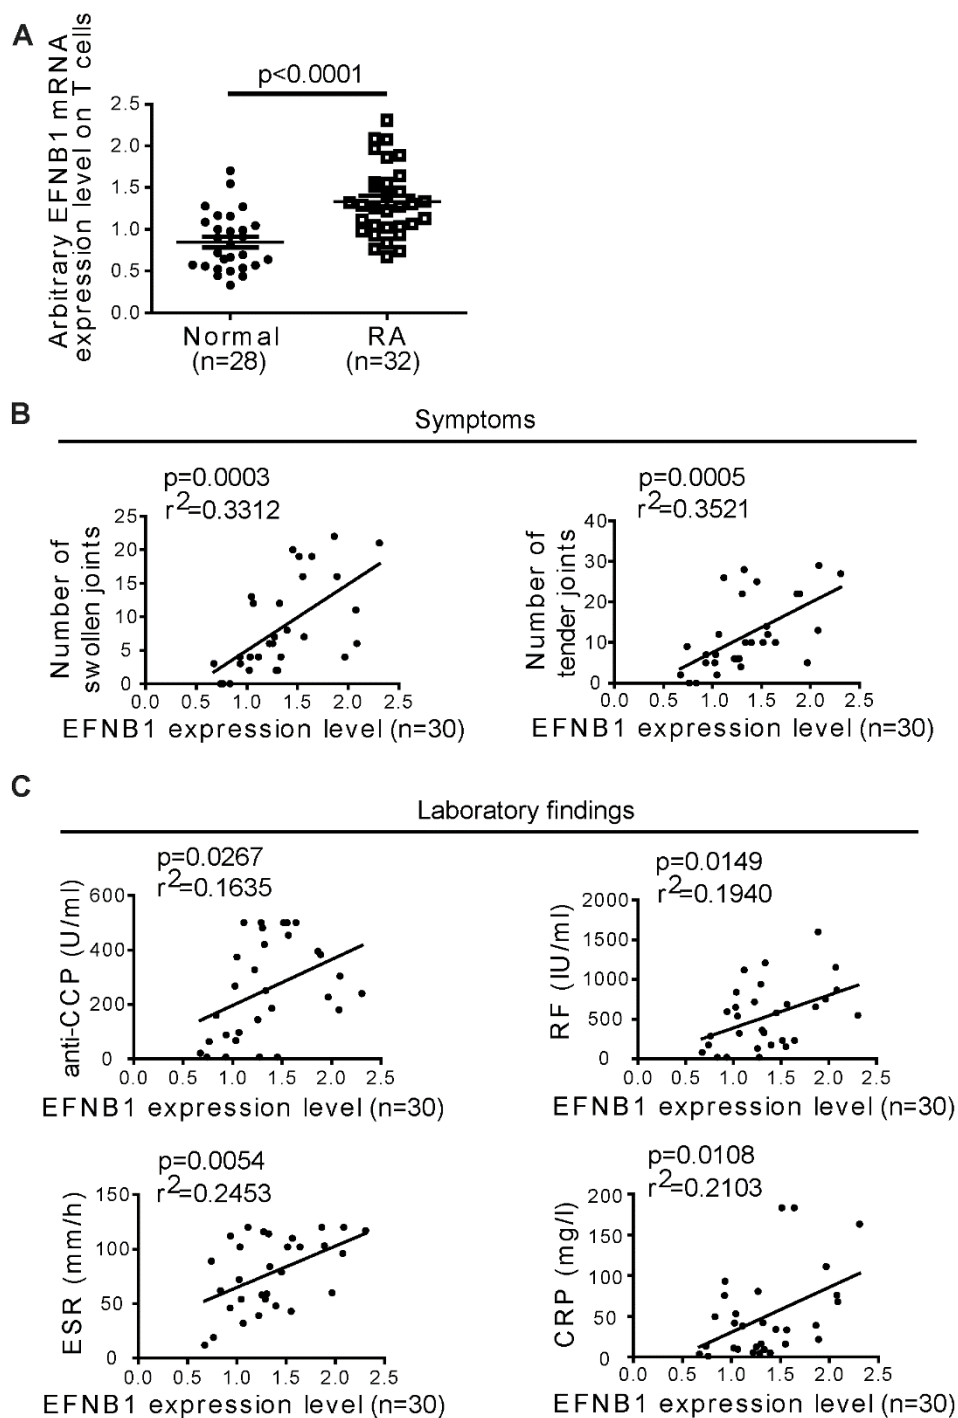 A
Arbitrary EFNB1 mRNA
expression level on T cells
p<0.0001
2.5
2.0
1.5
1.0
0.5
0.0
Normal
(n=28)
RA
(n=32)
B
Symptoms
p=0.0003
r2=0.3312
Number of
swollen joints
25
20
15
10
5
0
0.0 0.5 1.0 1.5 2.0 2.5
EFNB1 expression level (n=30)
p=0.0005
r2=0.3521
Number of
tender joints
40
30
20
10
0
0.0 0.5 1.0 1.5 2.0 2.5
EFNB1 expression level (n=30)
C
Laboratory findings
p=0.0267
r2=0.1635
anti-CCP (U/ml)
600
400
200
0
0.0 0.5 1.0 1.5 2.0 2.5
EFNB1 expression level (n=30)
p=0.0149
r2=0.1940
RF (IU/ml)
2000
1500
1000
500
0
0.0 0.5 1.0 1.5 2.0 2.5
EFNB1 expression level (n=30)
p=0.0054
r2=0.2453
ESR (mm/h)
150
100
50
0
0.0 0.5 1.0 1.5 2.0 2.5
EFNB1 expression level (n=30)
p=0.0108
r2=0.2103
CRP (mg/l)
200
150
100
50
0
0.0 0.5 1.0 1.5 2.0 2.5
EFNB1 expression level (n=30)